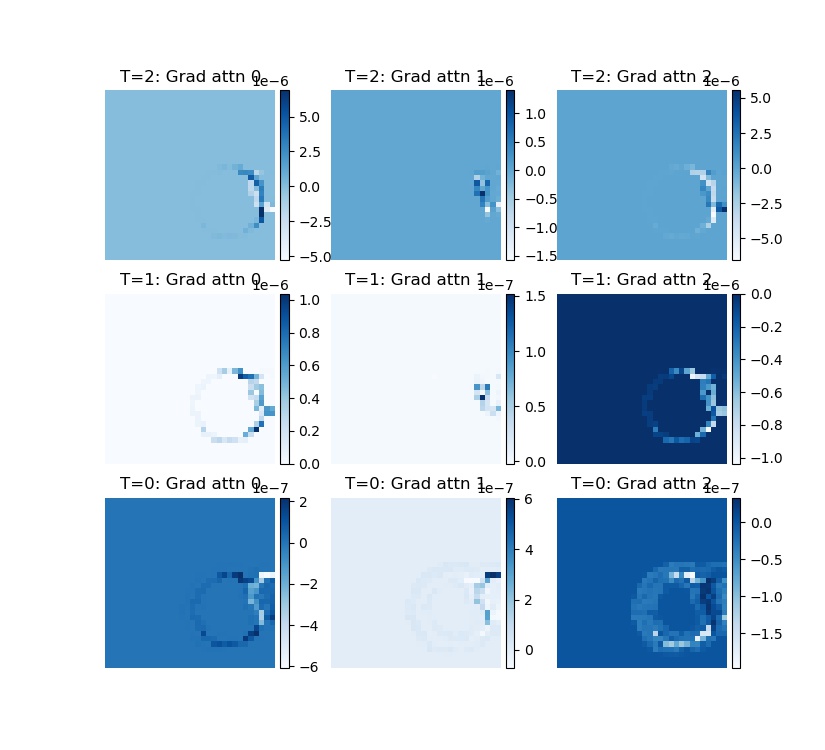 T=2: Grad attn 0
1e−6
T=2: Grad attn 1
1e−6
T=2: Grad attn 2
1e−6
5.0
2.5
0.0
−2.5
−5.0
1.0
0.5
0.0
−0.5
−1.0
−1.5
5.0
2.5
0.0
−2.5
−5.0
T=1: Grad attn 0
1e−6
T=1: Grad attn 1
1e−7
T=1: Grad attn 2
1e−6
1.0
0.8
0.6
0.4
0.2
0.0
1.5
1.0
0.5
0.0
0.0
−0.2
−0.4
−0.6
−0.8
−1.0
T=0: Grad attn 0
1e−7
T=0: Grad attn 1
1e−7
T=0: Grad attn 2
1e−7
2
0
−2
−4
−6
6
4
2
0
0.0
−0.5
−1.0
−1.5